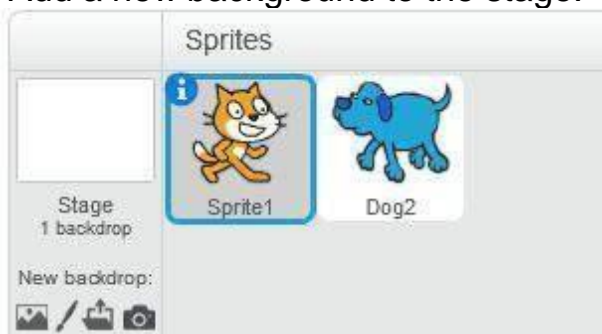 Add a new background to the stage.
Sprites
i
Stage
1 backdrop
Sprite1
Dog2
New backdrop: